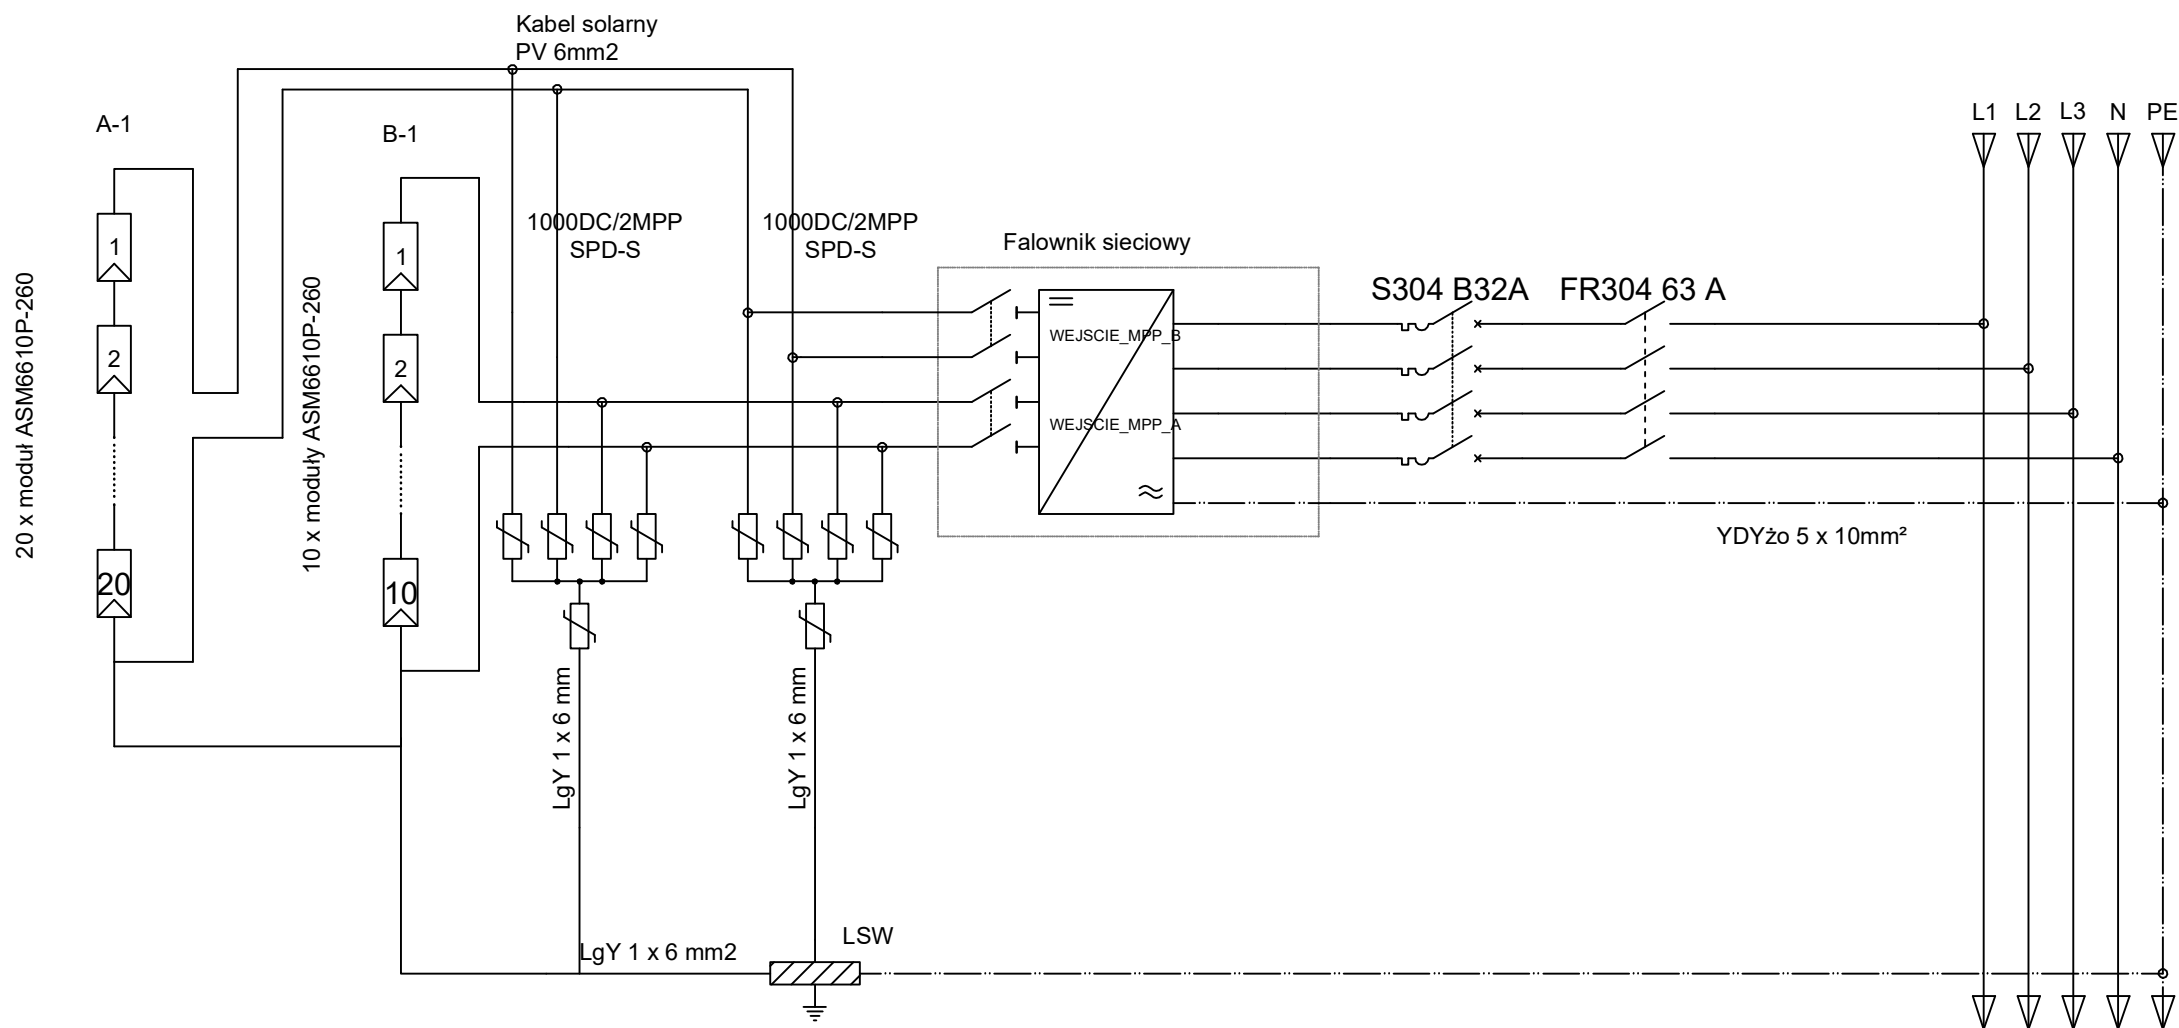 Kabel solarny
PV 6mm2
A-1
B-1
L1
L2
L3
N
PE
1000DC/2MPP
SPD-S
1000DC/2MPP
SPD-S
Falownik sieciowy
1
2
20
20 x moduł ASM6610P-260
1
2
10
10 x moduły ASM6610P-260
WEJSCIE_MPP_B
WEJSCIE_MPP_A
S304 B32A
FR304 63 A
YDYżo 5 x 10mm²
LgY 1 x 6 mm
LgY 1 x 6 mm
LgY 1 x 6 mm2
LSW